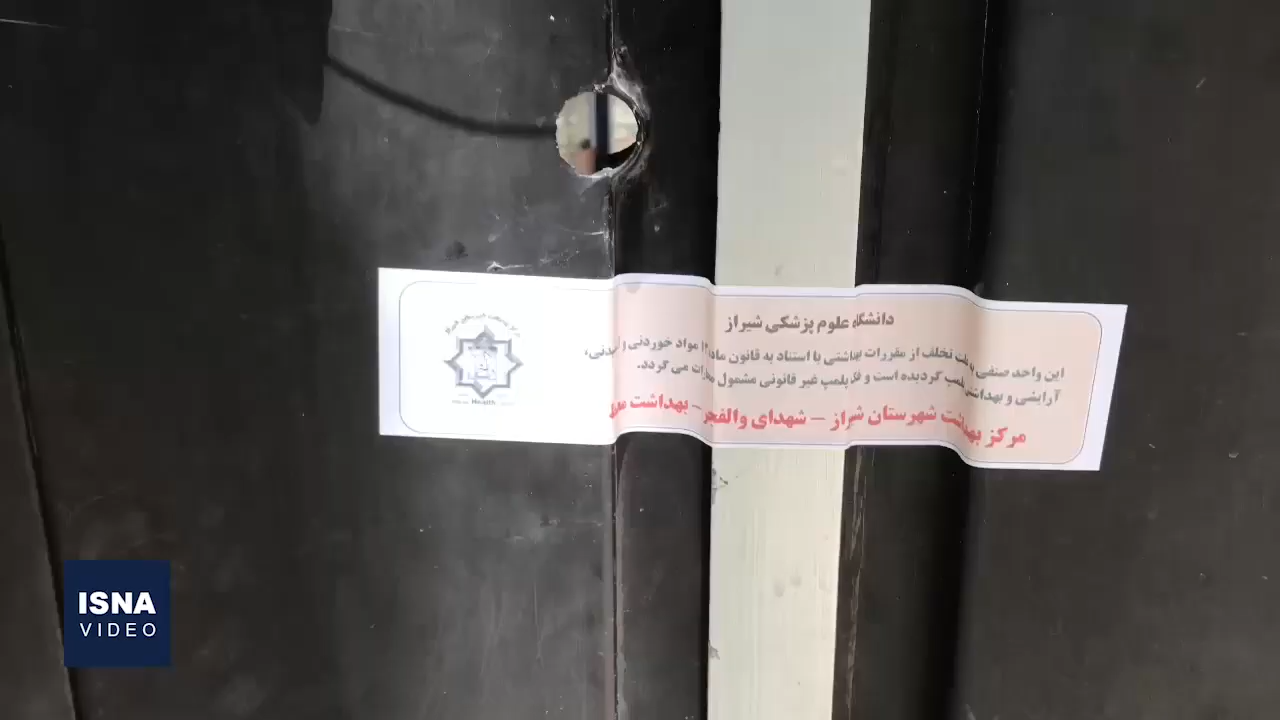 دانشگاه علوم پزشکی شیراز
این واحد صنفی به علت تخلف از مقررات بهداشتی با استناد به قانون ماده ۱۳ مواد خوردنی و
آرایشی و بهداشتی پلمپ گردیده است و فک پلمپ غیر قانونی مشمول مجازات می گردد.
مرکز بهداشت شهرستان شیراز – شهدای والفجر – بهداشت
Health
ISNA
VIDEO